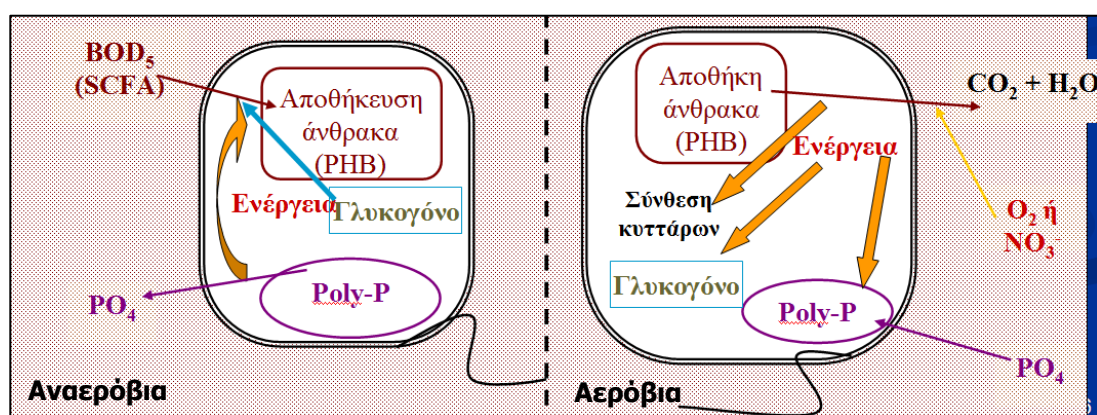 BOD₅
(SCFA)
Αποθήκευση
άνθρακα
(PHB)
Ενέργεια
Γλυκογόνο
Poly-P
PO₄
Αναερόβια
Αποθήκη
άνθρακα
(PHB)
CO₂ + H₂O
Ενέργεια
Σύνθεση
κυττάρων
O₂ ή
NO₃⁻
Γλυκογόνο
Poly-P
PO₄
Αερόβια